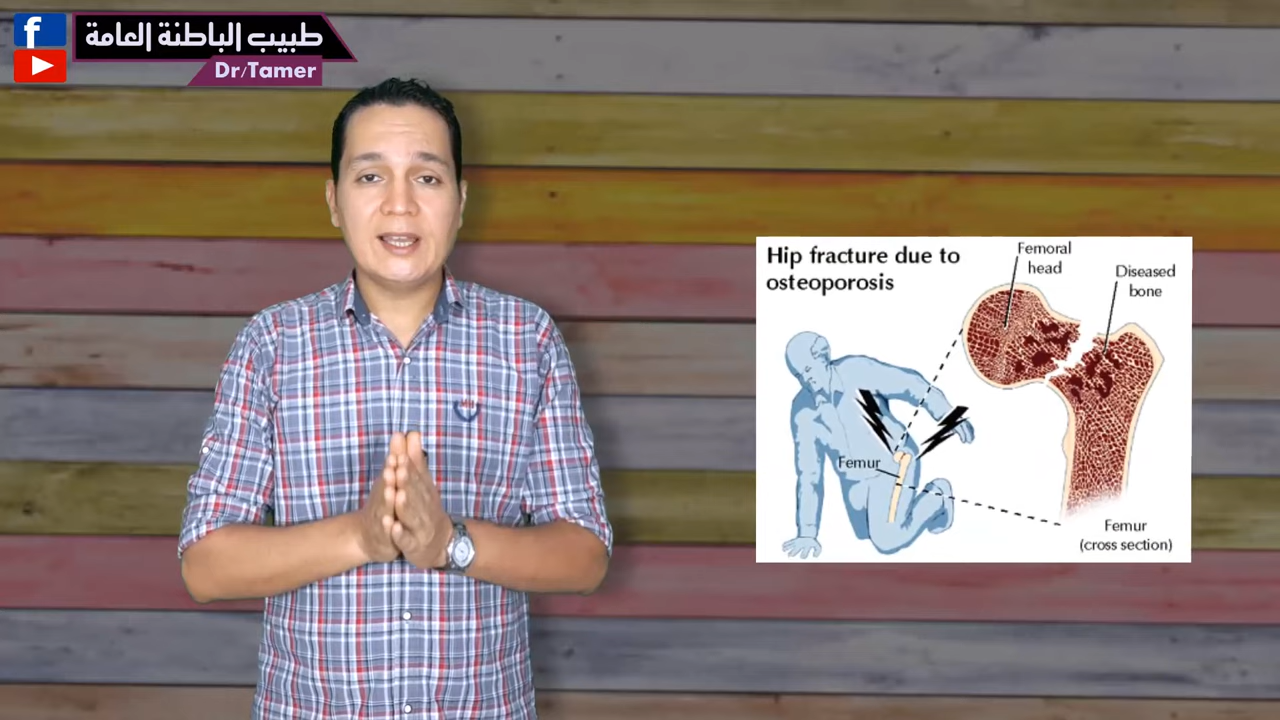 طبيب الباطنة العامة
Dr/Tamer
Hip fracture due to
osteoporosis
Femoral
head
Diseased
bone
Femur
Femur
(cross section)